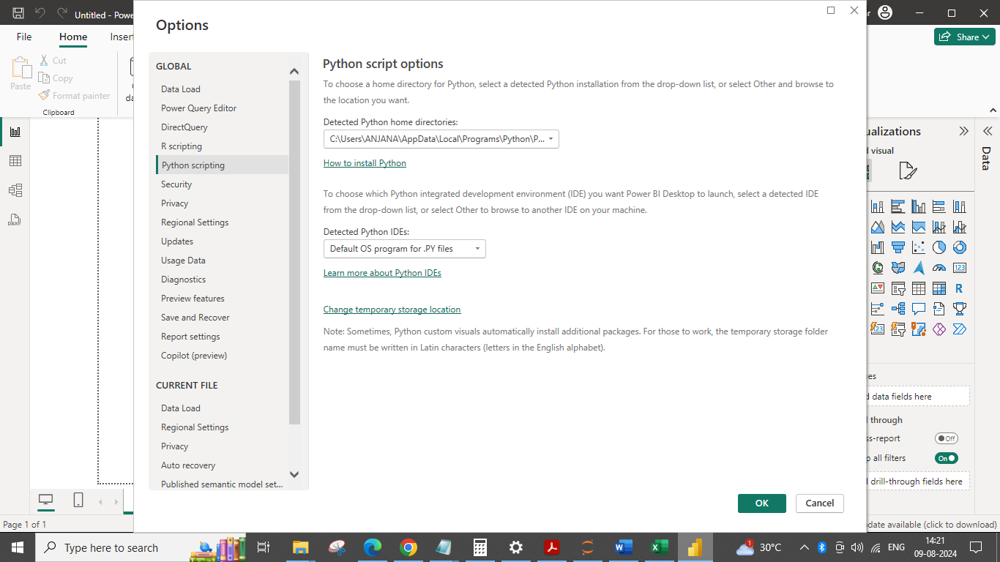 Untitled - Powe
File
Home
Insert
Share
Paste
Cut
Copy
Format painter
Clipboard
Options
GLOBAL
Data Load
Power Query Editor
DirectQuery
R scripting
Python scripting
Security
Privacy
Regional Settings
Updates
Usage Data
Diagnostics
Preview features
Save and Recover
Report settings
Copilot (preview)
CURRENT FILE
Data Load
Regional Settings
Privacy
Auto recovery
Published semantic model set...
Python script options
To choose a home directory for Python, select a detected Python installation from the drop-down list, or select Other and browse to
the location you want.
Detected Python home directories:
C:\Users\ANJANA\AppData\Local\Programs\Python\P...
How to install Python
To choose which Python integrated development environment (IDE) you want Power BI Desktop to launch, select a detected IDE
from the drop-down list, or select Other to browse to another IDE on your machine.
Detected Python IDEs:
Default OS program for .PY files
Learn more about Python IDEs
Change temporary storage location
Note: Sometimes, Python custom visuals automatically install additional packages. For those to work, the temporary storage folder
name must be written in Latin characters (letters in the English alphabet).
OK
Cancel
ualizations
d visual
Data
123
R
123
es
d data fields here
l through
ss-report
Off
p all filters
On
l drill-through fields here
DAX
Page 1 of 1
date available (click to download)
Type here to search
1
30°C
ENG
14:21
09-08-2024